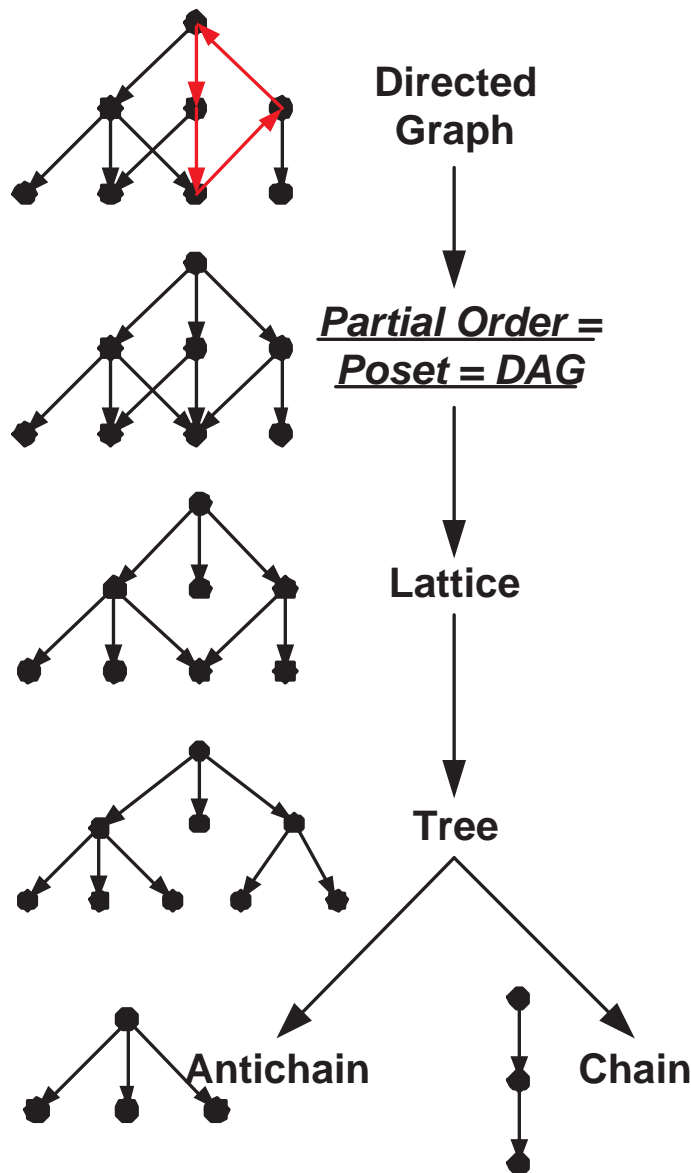 Directed
Graph
Partial Order =
Poset = DAG
Lattice
Tree
Antichain
Chain